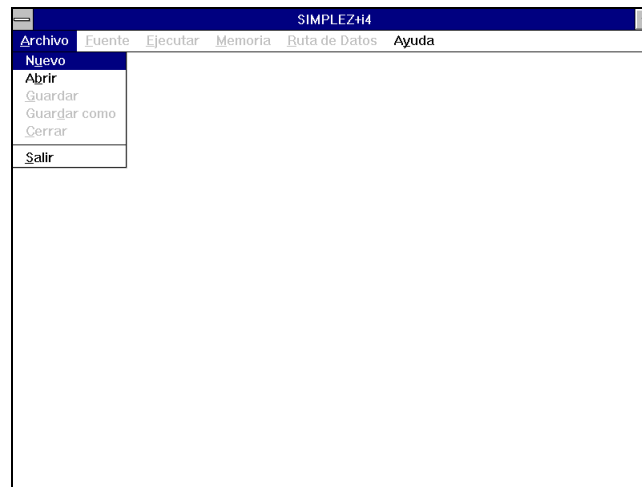 SIMPLEZ+i4
Archivo Fuente Ejecutar Memoria Ruta de Datos Ayuda
Nuevo
Abrir
Guardar
Guardar como
Cerrar
Salir